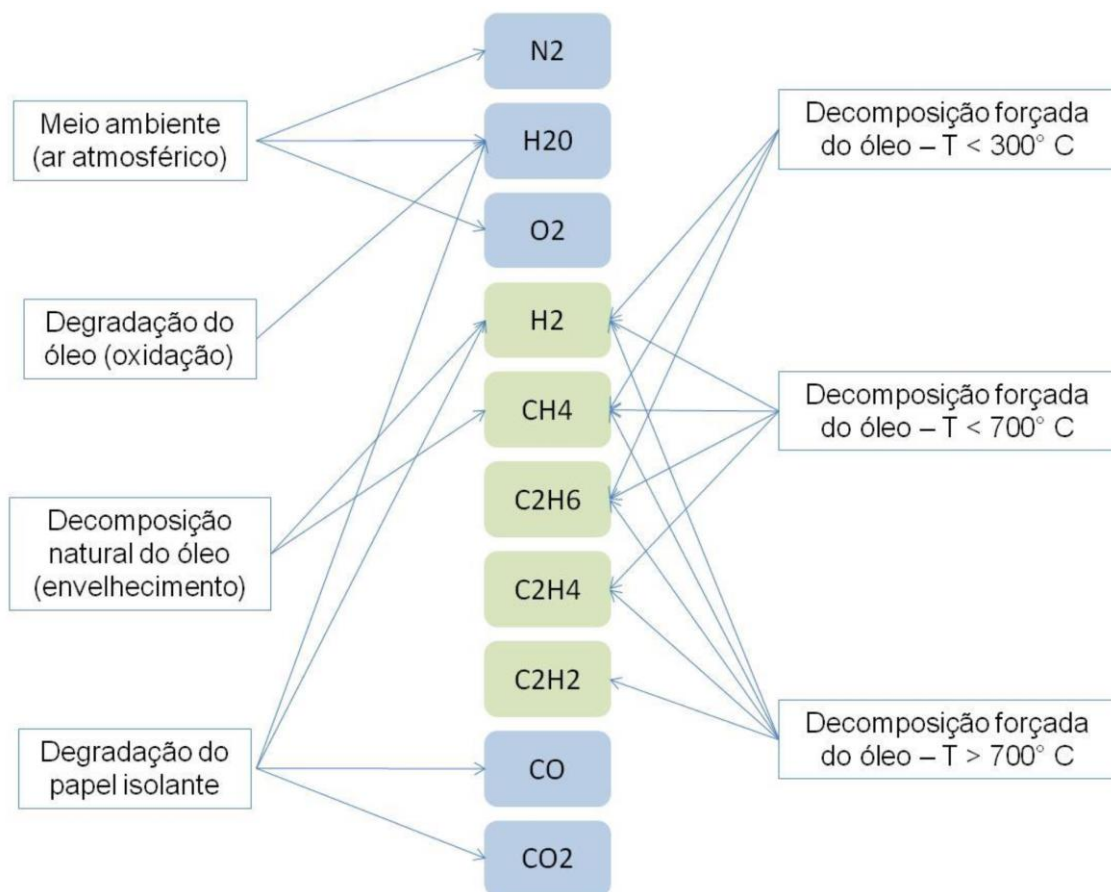 Meio ambiente
(ar atmosférico)
Degradação do
óleo (oxidação)
Decomposição
natural do óleo
(envelhecimento)
Degradação do
papel isolante
N2
H20
O2
H2
CH4
C2H6
C2H4
C2H2
CO
CO2
Decomposição forçada
do óleo – T < 300° C
Decomposição forçada
do óleo – T < 700° C
Decomposição forçada
do óleo – T > 700° C